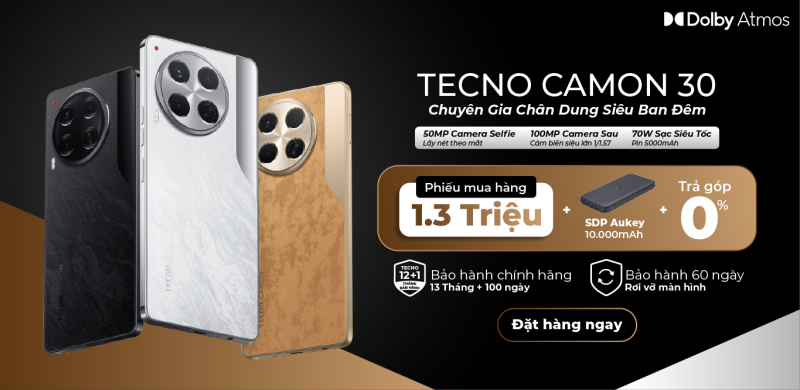 Dolby Atmos
TECNO CAMON 30
Chuyên Gia Chân Dung Siêu Ban Đêm
50MP Camera Selfie
Lấy nét theo mắt
100MP Camera Sau
Cảm biến siêu lớn 1/1.57
70W Sạc Siêu Tốc
Pin 5000mAh
Phiếu mua hàng
1.3 Triệu
+
SDP Aukey
10.000mAh
+
Trả góp
0%
TECNO
12+1
THÁNG
BẢO HÀNH
Bảo hành chính hãng
13 Tháng + 100 ngày
Bảo hành 60 ngày
Rơi vỡ màn hình
Đặt hàng ngay
TECNO